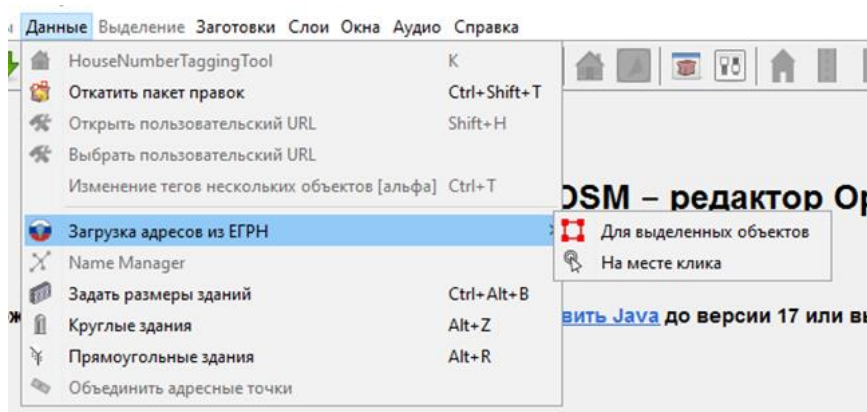 Данные Выделение Заготовки Слои Окна Аудио Справка
HouseNumberTaggingTool K
Откатить пакет правок Ctrl+Shift+T
Открыть пользовательский URL Shift+H
Выбрать пользовательский URL
Изменение тегов нескольких объектов [альфа] Ctrl+T
OSM – редактор Op
Загрузка адресов из ЕГРН
Для выделенных объектов
Name Manager
На месте клика
Задать размеры зданий Ctrl+Alt+B
Круглые здания Alt+Z
вить Java до версии 17 или вы
Прямоугольные здания Alt+R
Объединить адресные точки